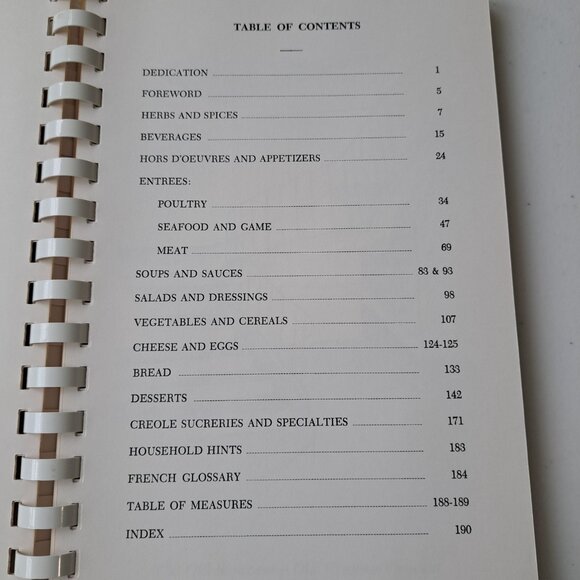 TABLE OF CONTENTS
DEDICATION 1
FOREWORD 5
HERBS AND SPICES 7
BEVERAGES 15
HORS D'OEUVRES AND APPETIZERS 24
ENTREES:
POULTRY 34
SEAFOOD AND GAME 47
MEAT 69
SOUPS AND SAUCES 83 & 93
SALADS AND DRESSINGS 98
VEGETABLES AND CEREALS 107
CHEESE AND EGGS 124-125
BREAD 133
DESSERTS 142
CREOLE SUCRERIES AND SPECIALTIES 171
HOUSEHOLD HINTS 183
FRENCH GLOSSARY 184
TABLE OF MEASURES 188-189
INDEX 190